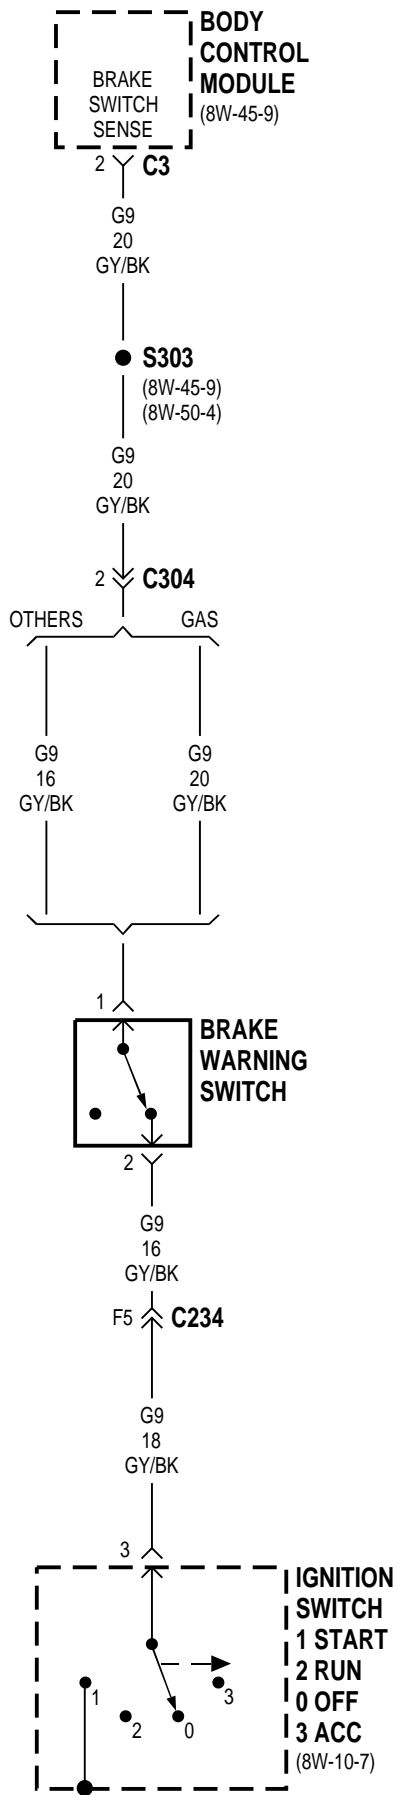 BODY
CONTROL
MODULE
(8W-45-9)
BRAKE
SWITCH
SENSE
2 C3
G9
20
GY/BK
S303
(8W-45-9)
(8W-50-4)
G9
20
GY/BK
2 C304
OTHERS GAS
G9 G9
16 20
GY/BK GY/BK
1
BRAKE
WARNING
SWITCH
2
G9
16
GY/BK
F5 C234
G9
18
GY/BK
3
IGNITION
SWITCH
1 START
2 RUN
0 OFF
3 ACC
(8W-10-7)
1 3
2 0